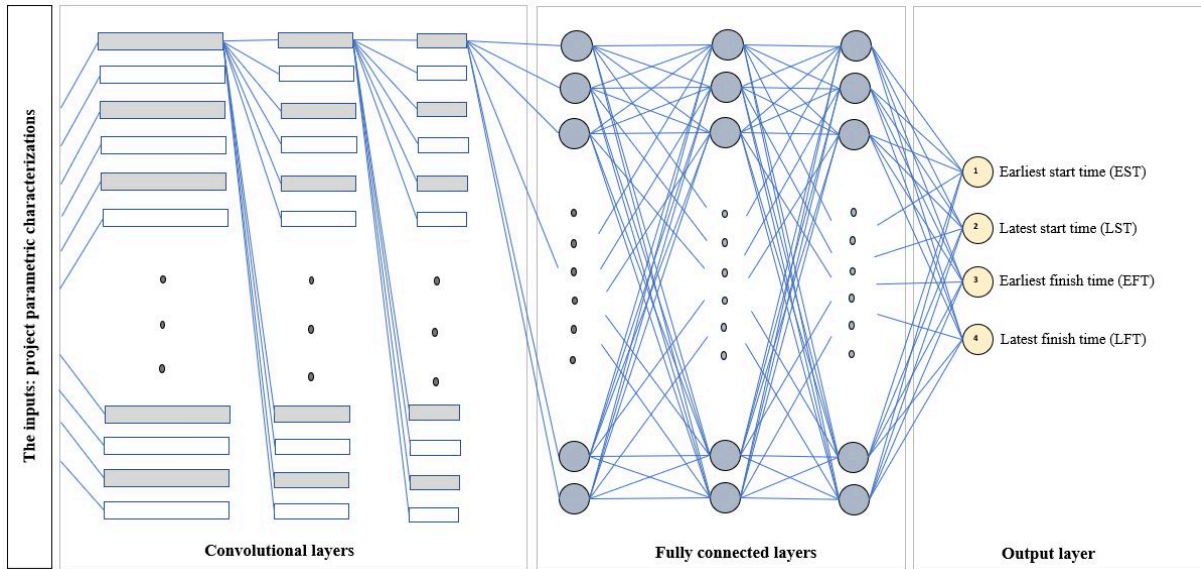 The inputs: project parametric characterizations
Convolutional layers
Fully connected layers
1 Earliest start time (EST)
2 Latest start time (LST)
3 Earliest finish time (EFT)
4 Latest finish time (LFT)
Output layer